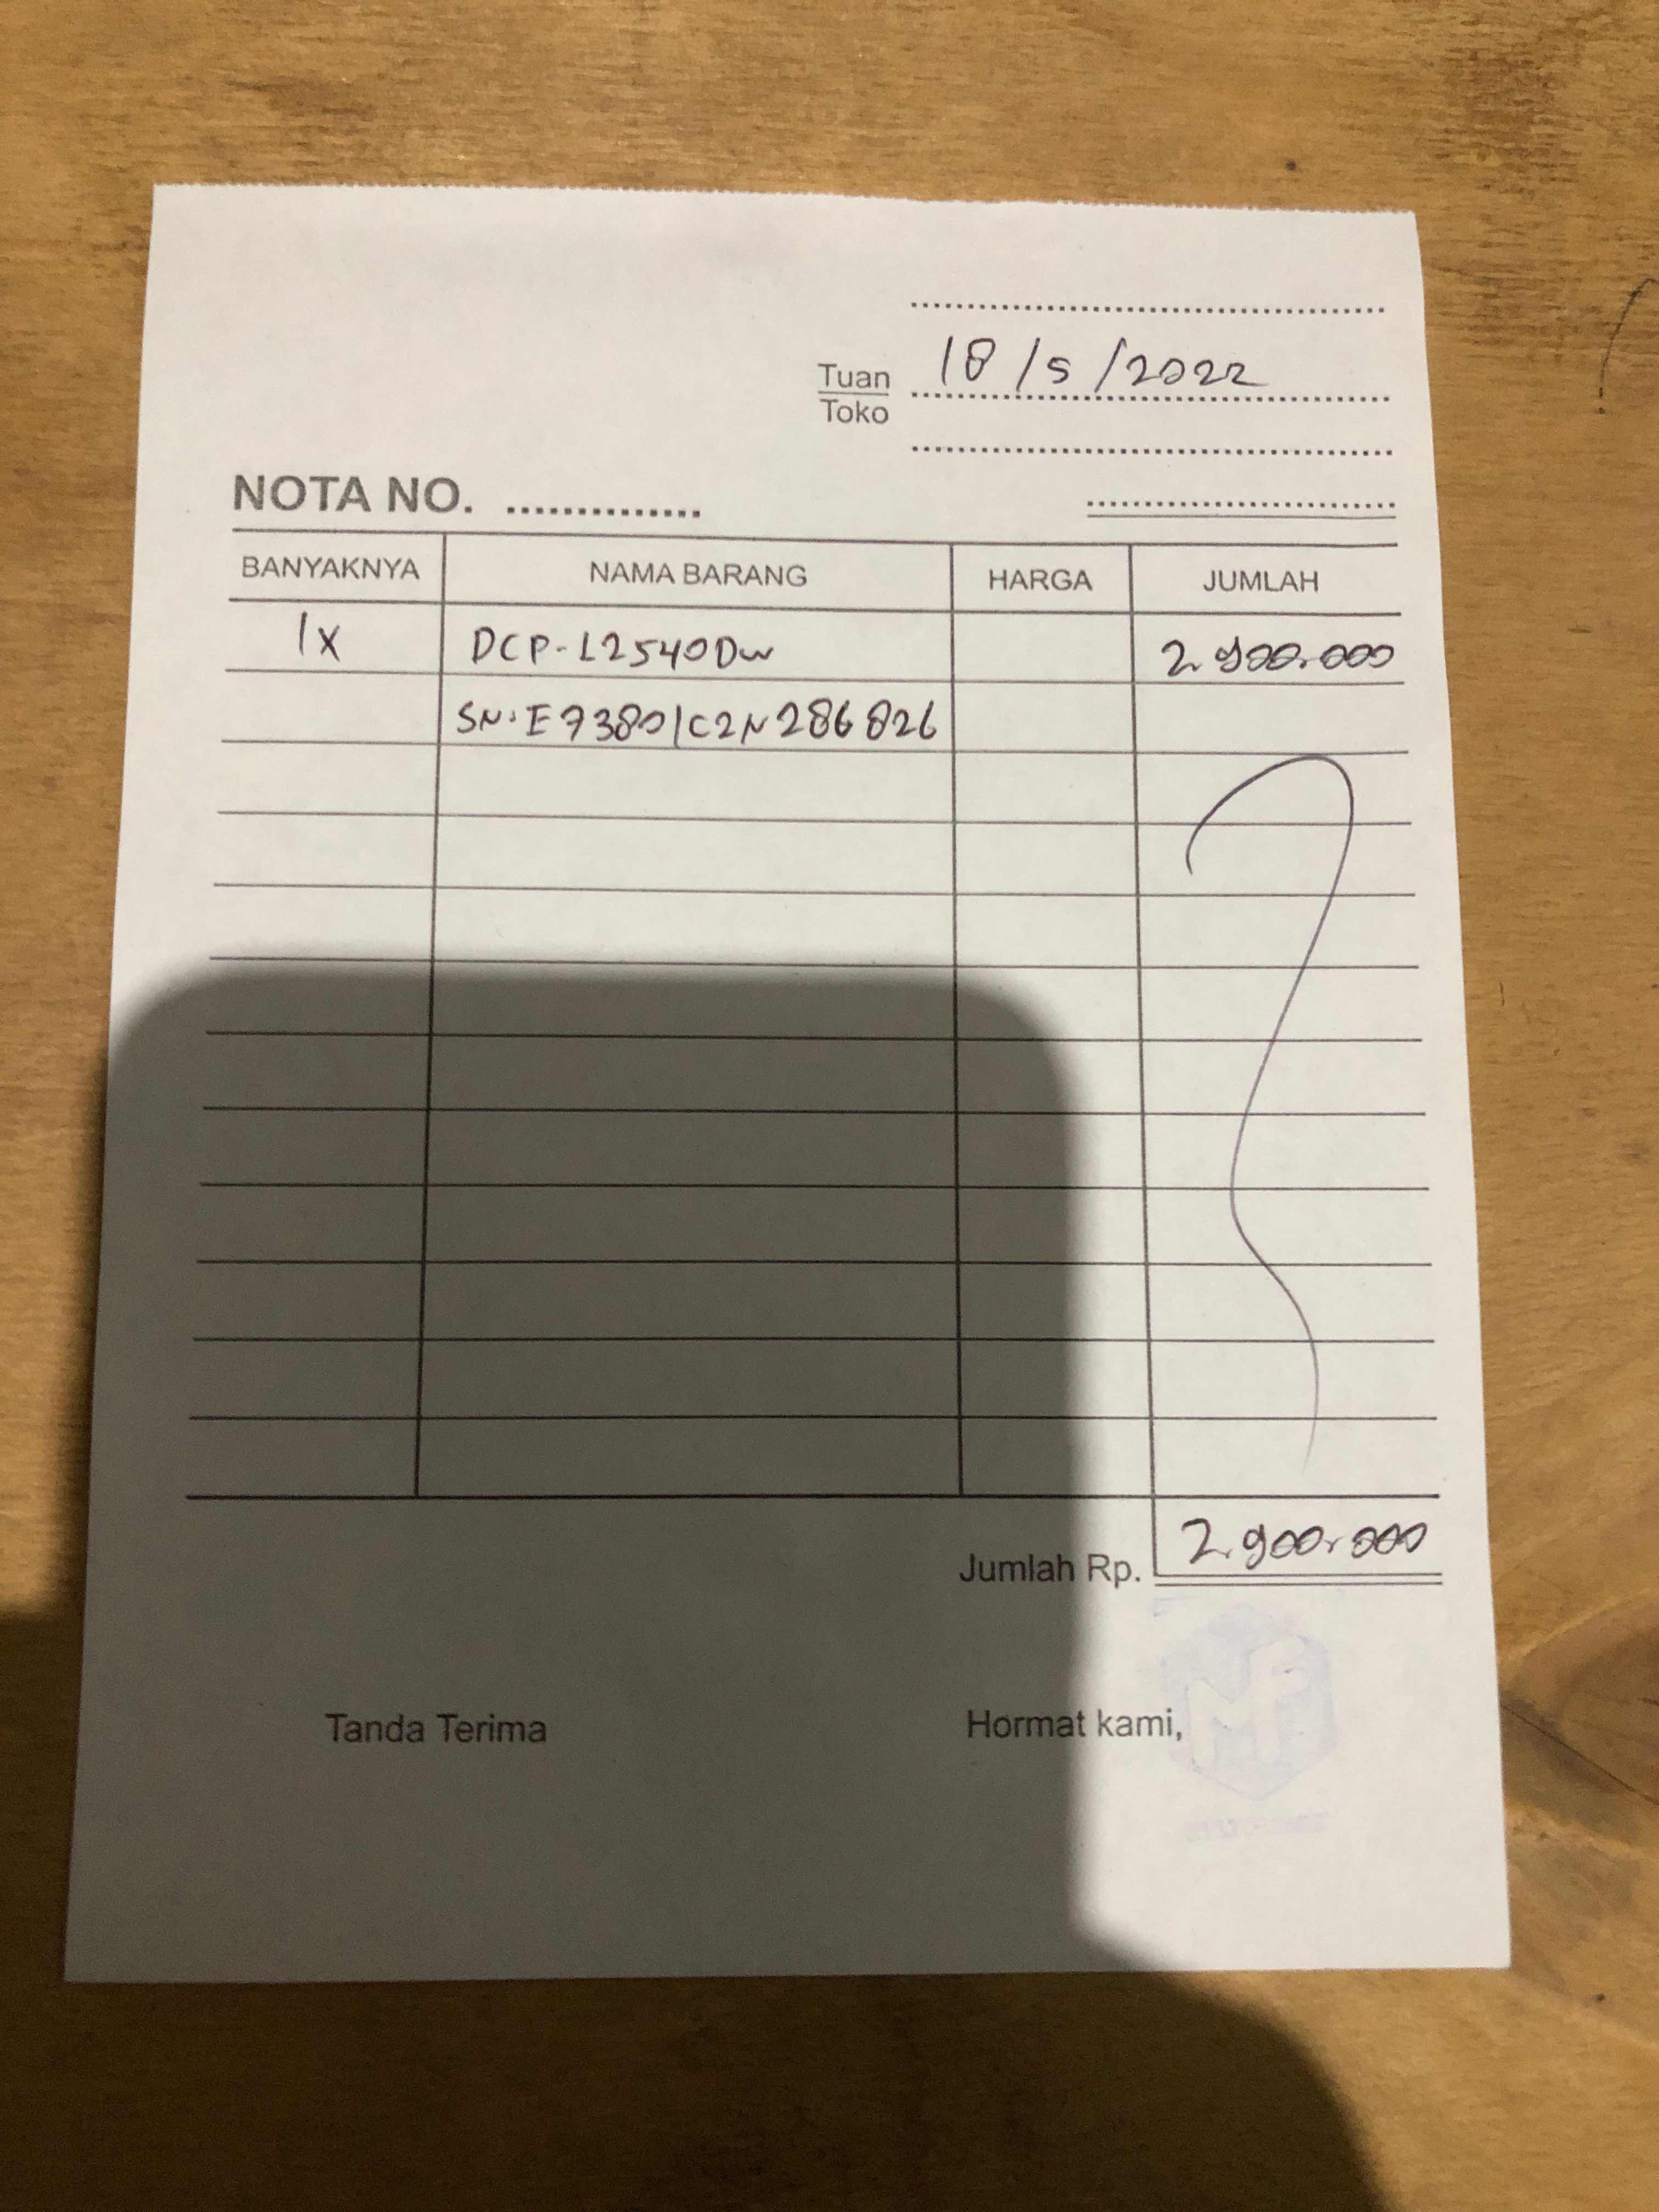 18/5/2022
Tuan
Toko
NOTA NO. ..............
BANYAKNYA NAMA BARANG HARGA JUMLAH
1x DCP-L2540Dw 2.900.000
SN: E73801C2N286826
Jumlah Rp. 2.900.000
Tanda Terima Hormat kami,
MF